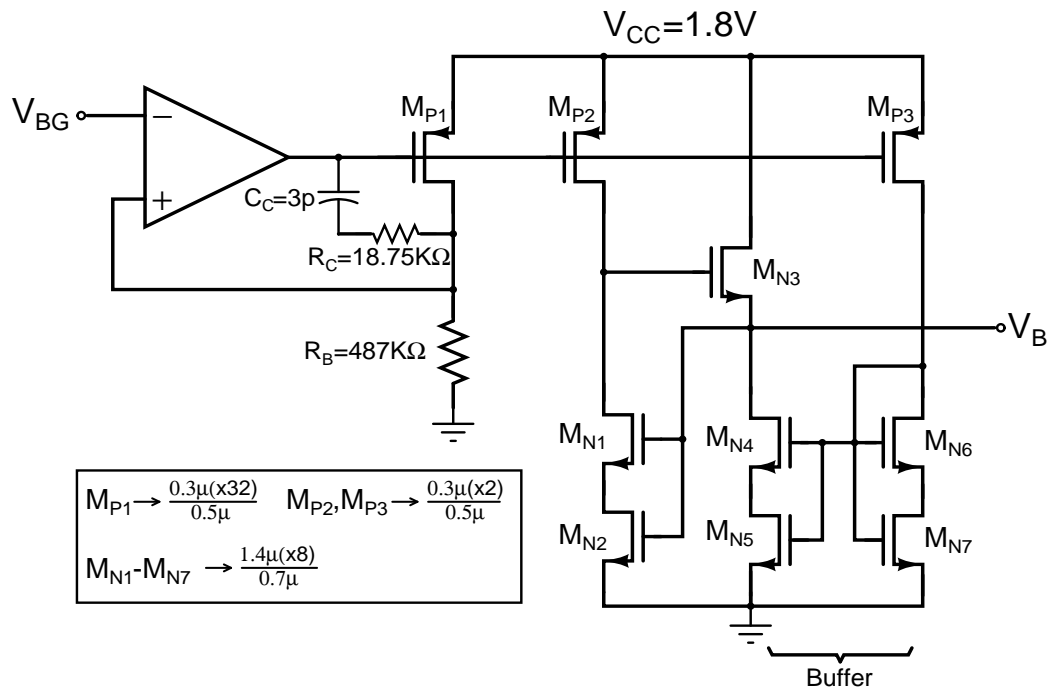 V_CC=1.8V
V_BG
−
+
M_P1
M_P2
M_P3
C_C=3p
R_C=18.75KΩ
M_N3
V_B
R_B=487KΩ
M_N1
M_N4
M_N6
M_N2
M_N5
M_N7
M_P1→ 0.3μ(x32)/0.5μ M_P2,M_P3→ 0.3μ(x2)/0.5μ
M_N1-M_N7 → 1.4μ(x8)/0.7μ
Buffer